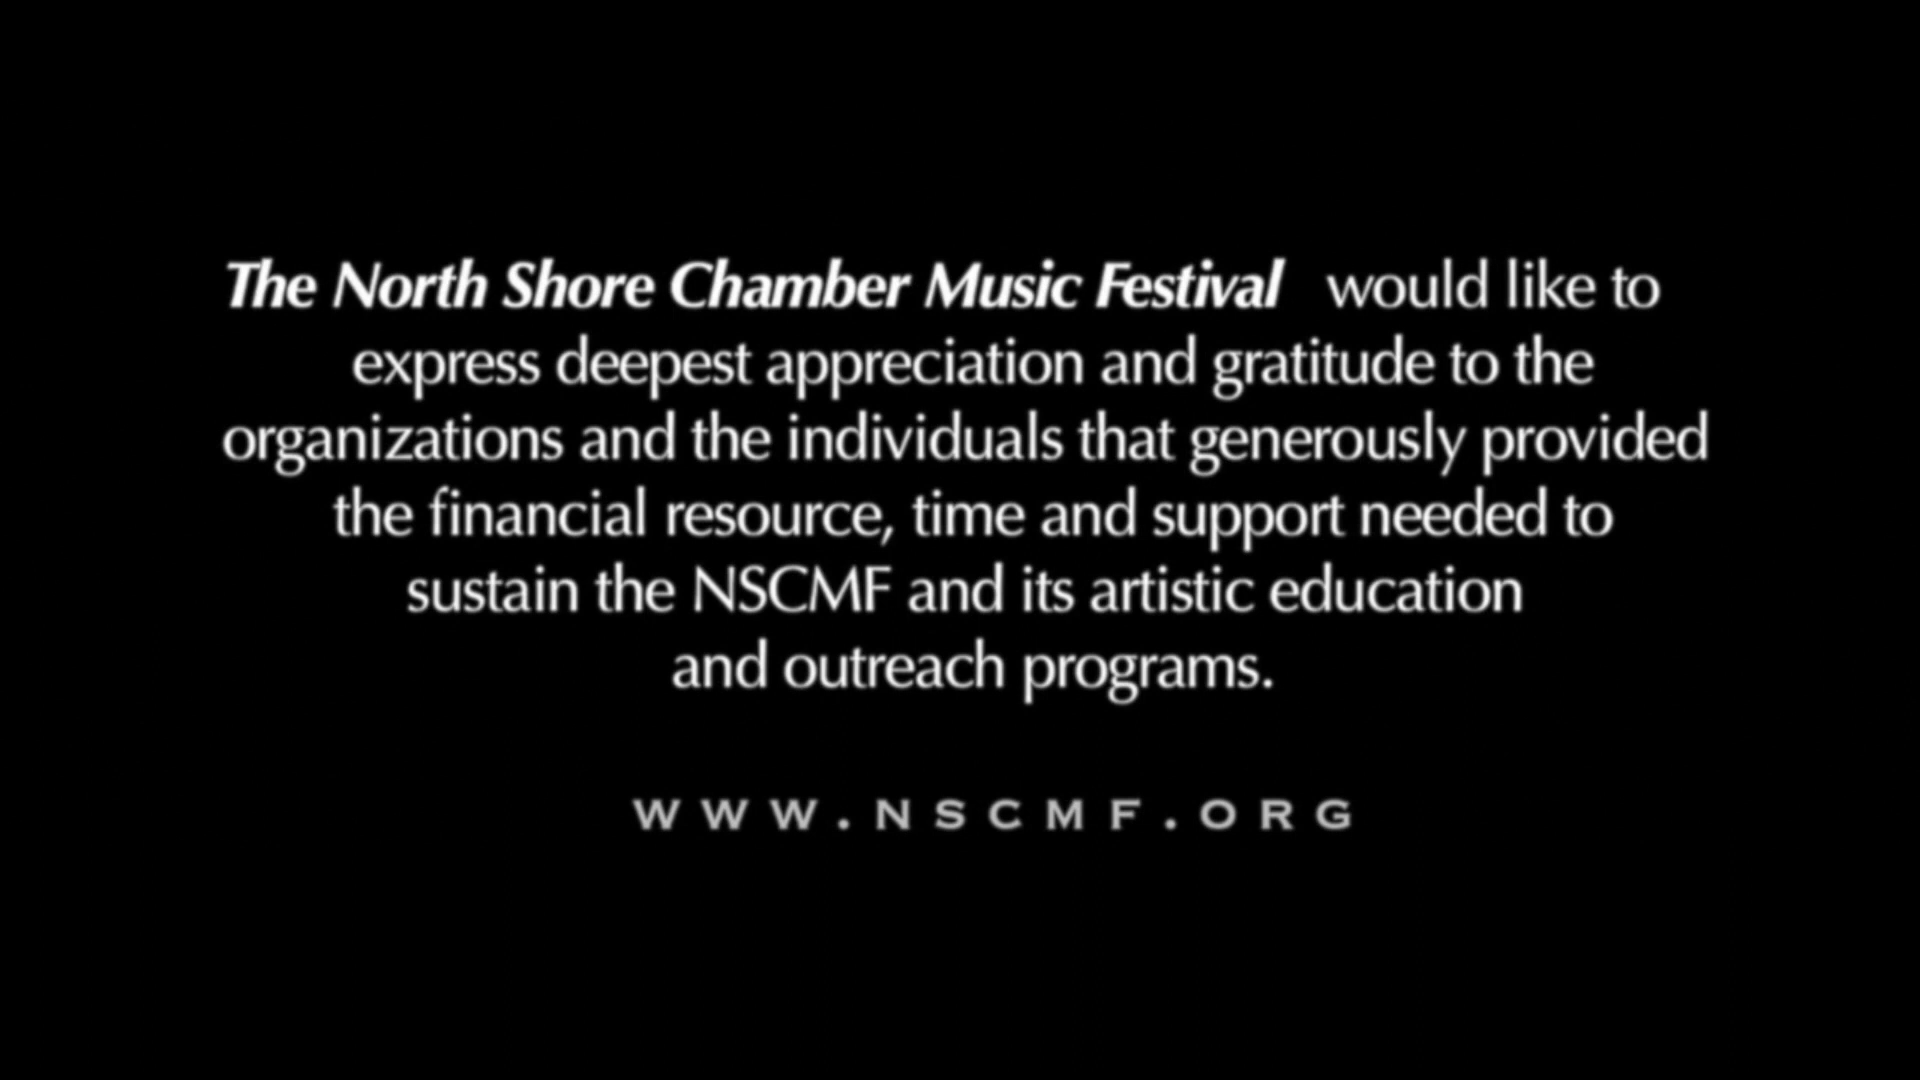 The North Shore Chamber Music Festival would like to
express deepest appreciation and gratitude to the
organizations and the individuals that generously provided
the financial resource, time and support needed to
sustain the NSCMF and its artistic education
and outreach programs.
WWW.NSCMF.ORG